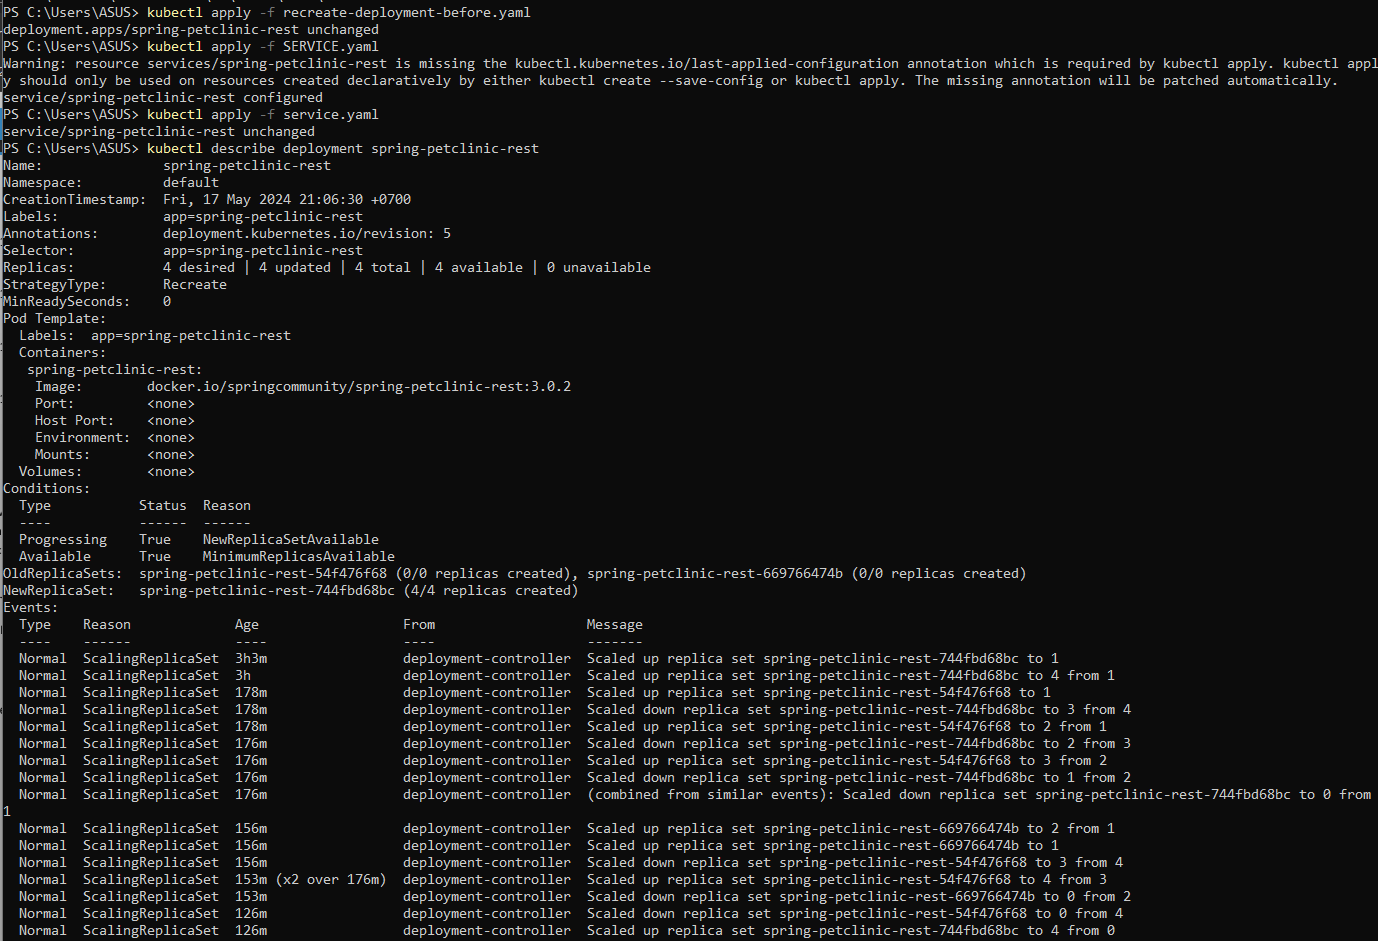 PS C:\Users\ASUS> kubectl apply -f recreate-deployment-before.yaml
deployment.apps/spring-petclinic-rest unchanged
PS C:\Users\ASUS> kubectl apply -f SERVICE.yaml
Warning: resource services/spring-petclinic-rest is missing the kubectl.kubernetes.io/last-applied-configuration annotation which is required by kubectl apply. kubectl appl
y should only be used on resources created declaratively by either kubectl create --save-config or kubectl apply. The missing annotation will be patched automatically.
service/spring-petclinic-rest configured
PS C:\Users\ASUS> kubectl apply -f service.yaml
service/spring-petclinic-rest unchanged
PS C:\Users\ASUS> kubectl describe deployment spring-petclinic-rest
Name:               spring-petclinic-rest
Namespace:          default
CreationTimestamp:  Fri, 17 May 2024 21:06:30 +0700
Labels:             app=spring-petclinic-rest
Annotations:        deployment.kubernetes.io/revision: 5
Selector:           app=spring-petclinic-rest
Replicas:           4 desired | 4 updated | 4 total | 4 available | 0 unavailable
StrategyType:       Recreate
MinReadySeconds:    0
Pod Template:
  Labels:  app=spring-petclinic-rest
  Containers:
   spring-petclinic-rest:
    Image:        docker.io/springcommunity/spring-petclinic-rest:3.0.2
    Port:         <none>
    Host Port:    <none>
    Environment:  <none>
    Mounts:       <none>
  Volumes:        <none>
Conditions:
  Type           Status  Reason
  ----           ------  ------
  Progressing    True    NewReplicaSetAvailable
  Available      True    MinimumReplicasAvailable
OldReplicaSets:  spring-petclinic-rest-54f476f68 (0/0 replicas created), spring-petclinic-rest-669766474b (0/0 replicas created)
NewReplicaSet:   spring-petclinic-rest-744fbd68bc (4/4 replicas created)
Events:
  Type    Reason             Age                  From                   Message
  ----    ------             ----                 ----                   -------
  Normal  ScalingReplicaSet  3h3m                 deployment-controller  Scaled up replica set spring-petclinic-rest-744fbd68bc to 1
  Normal  ScalingReplicaSet  3h                   deployment-controller  Scaled up replica set spring-petclinic-rest-744fbd68bc to 4 from 1
  Normal  ScalingReplicaSet  178m                 deployment-controller  Scaled up replica set spring-petclinic-rest-54f476f68 to 1
  Normal  ScalingReplicaSet  178m                 deployment-controller  Scaled down replica set spring-petclinic-rest-744fbd68bc to 3 from 4
  Normal  ScalingReplicaSet  178m                 deployment-controller  Scaled up replica set spring-petclinic-rest-54f476f68 to 2 from 1
  Normal  ScalingReplicaSet  176m                 deployment-controller  Scaled down replica set spring-petclinic-rest-744fbd68bc to 2 from 3
  Normal  ScalingReplicaSet  176m                 deployment-controller  Scaled up replica set spring-petclinic-rest-54f476f68 to 3 from 2
  Normal  ScalingReplicaSet  176m                 deployment-controller  Scaled down replica set spring-petclinic-rest-744fbd68bc to 1 from 2
  Normal  ScalingReplicaSet  176m                 deployment-controller  (combined from similar events): Scaled down replica set spring-petclinic-rest-744fbd68bc to 0 from
1
  Normal  ScalingReplicaSet  156m                 deployment-controller  Scaled up replica set spring-petclinic-rest-669766474b to 2 from 1
  Normal  ScalingReplicaSet  156m                 deployment-controller  Scaled up replica set spring-petclinic-rest-669766474b to 1
  Normal  ScalingReplicaSet  156m                 deployment-controller  Scaled down replica set spring-petclinic-rest-54f476f68 to 3 from 4
  Normal  ScalingReplicaSet  153m (x2 over 176m)  deployment-controller  Scaled up replica set spring-petclinic-rest-54f476f68 to 4 from 3
  Normal  ScalingReplicaSet  153m                 deployment-controller  Scaled down replica set spring-petclinic-rest-669766474b to 0 from 2
  Normal  ScalingReplicaSet  126m                 deployment-controller  Scaled down replica set spring-petclinic-rest-54f476f68 to 0 from 4
  Normal  ScalingReplicaSet  126m                 deployment-controller  Scaled up replica set spring-petclinic-rest-744fbd68bc to 4 from 0